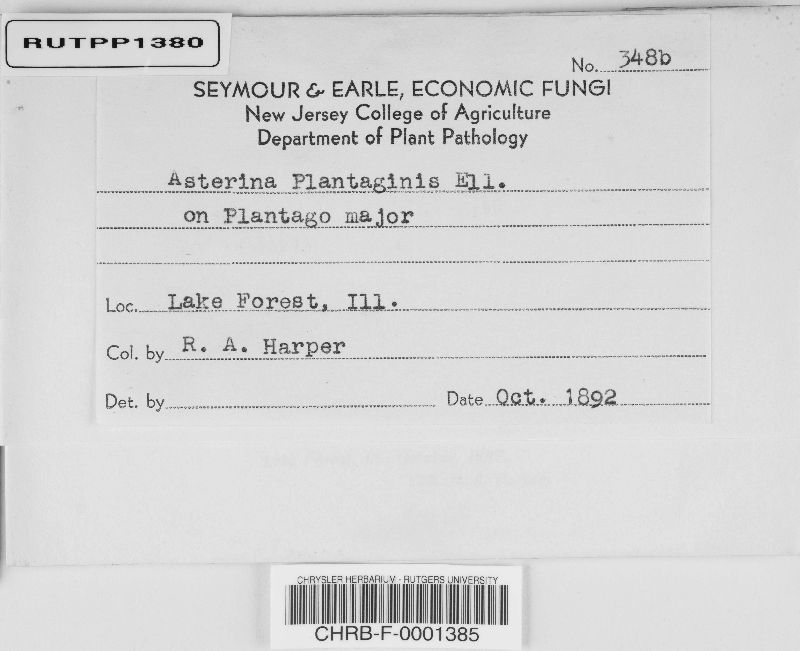 RUTPP1380
No. 348b
SEYMOUR & EARLE, ECONOMIC FUNGI
New Jersey College of Agriculture
Department of Plant Pathology
Asterina Plantaginis Ell.
on Plantago major
Loc. Lake Forest, Ill.
Col. by R. A. Harper
Det. by
Date Oct. 1892
CHRYSLER HERBARIUM - RUTGERS UNIVERSITY
CHRB-F-0001385